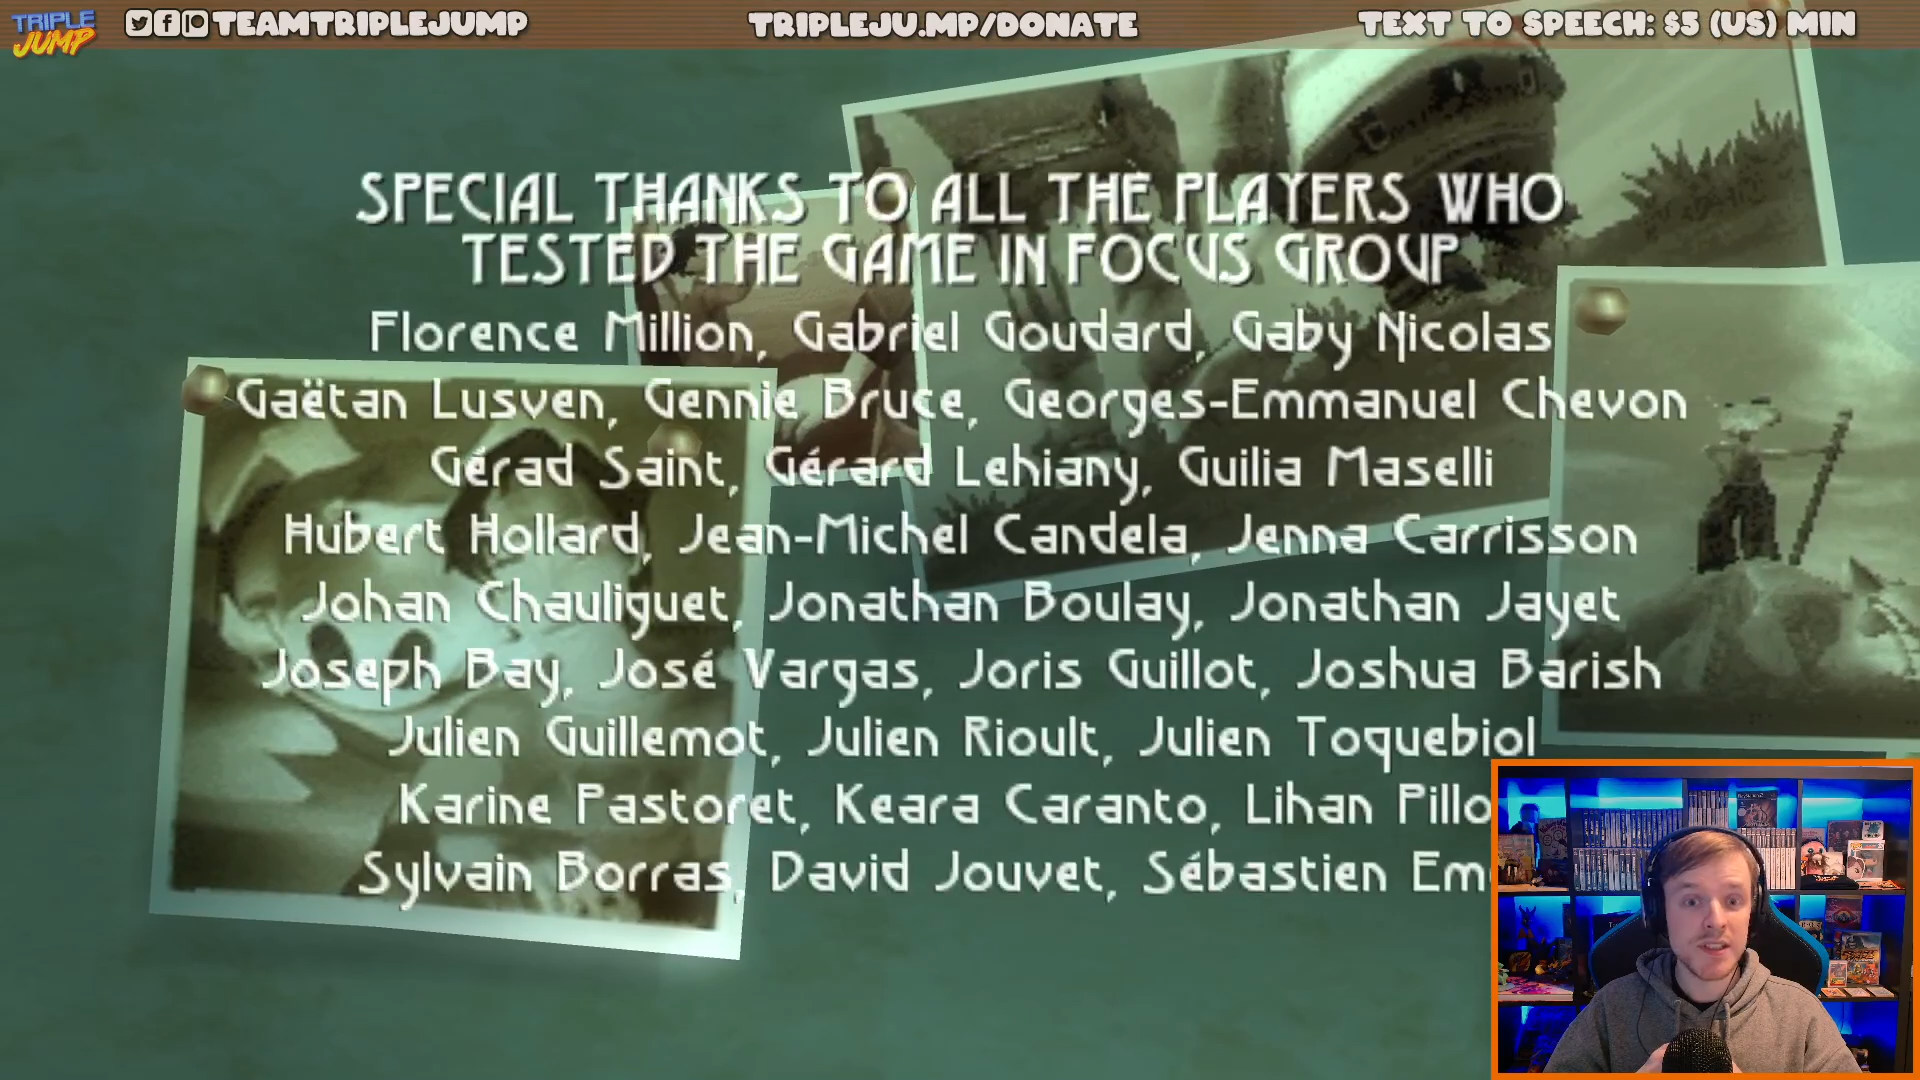 TRIPLE
JUMP
TEAMTRIPLEJUMP
TRIPLEJU.MP/DONATE
TEXT TO SPEECH: $5 (US) MIN
SPECIAL THANKS TO ALL THE PLAYERS WHO
TESTED THE GAME IN FOCUS GROUP
Florence Million, Gabriel Goudard, Gaby Nicolas
Gaëtan Lusven, Gennie Bruce, Georges-Emmanuel Chevon
Gérad Saint, Gérard Lehiany, Guilia Maselli
Hubert Hollard, Jean-Michel Candela, Jenna Carrisson
Johan Chauliguet, Jonathan Boulay, Jonathan Jayet
Joseph Bay, José Vargas, Joris Guillot, Joshua Barish
Julien Guillemot, Julien Rioult, Julien Toquebiol
Karine Pastoret, Keara Caranto, Lihan
Sylvain Borras, David Jouvet, Sébastien